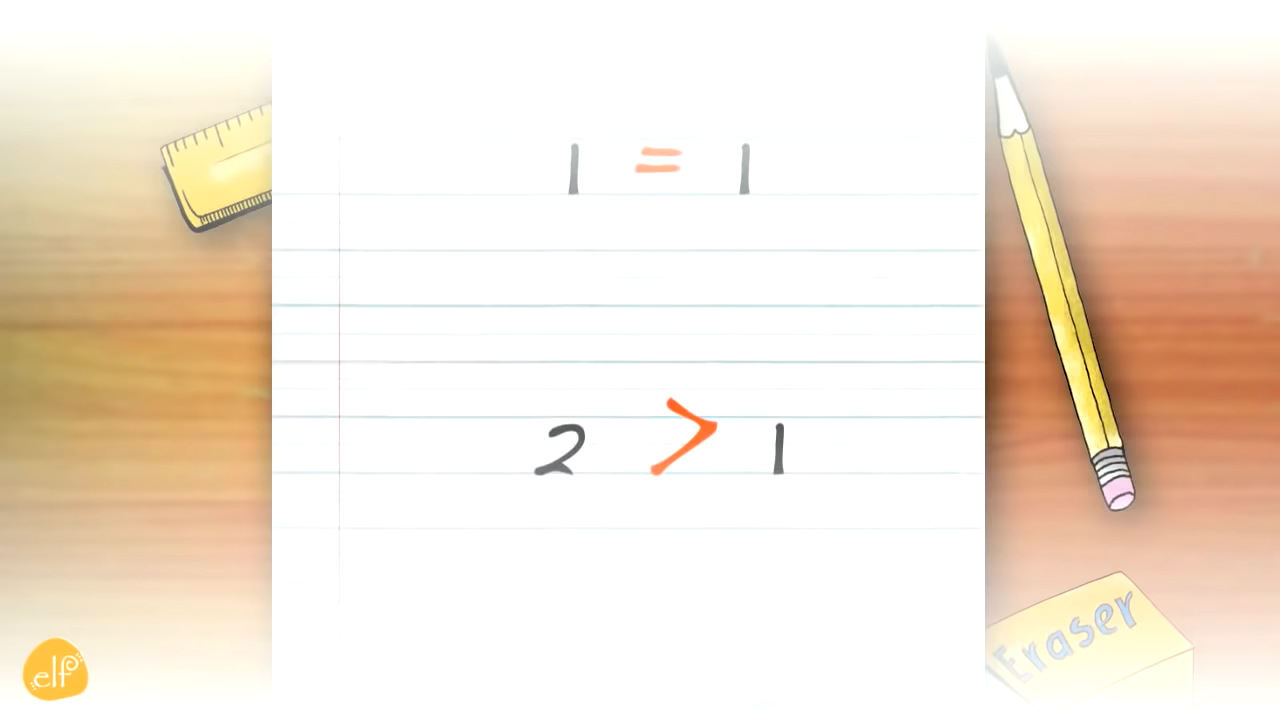 1 = 1
2 > 1
Eraser
elf